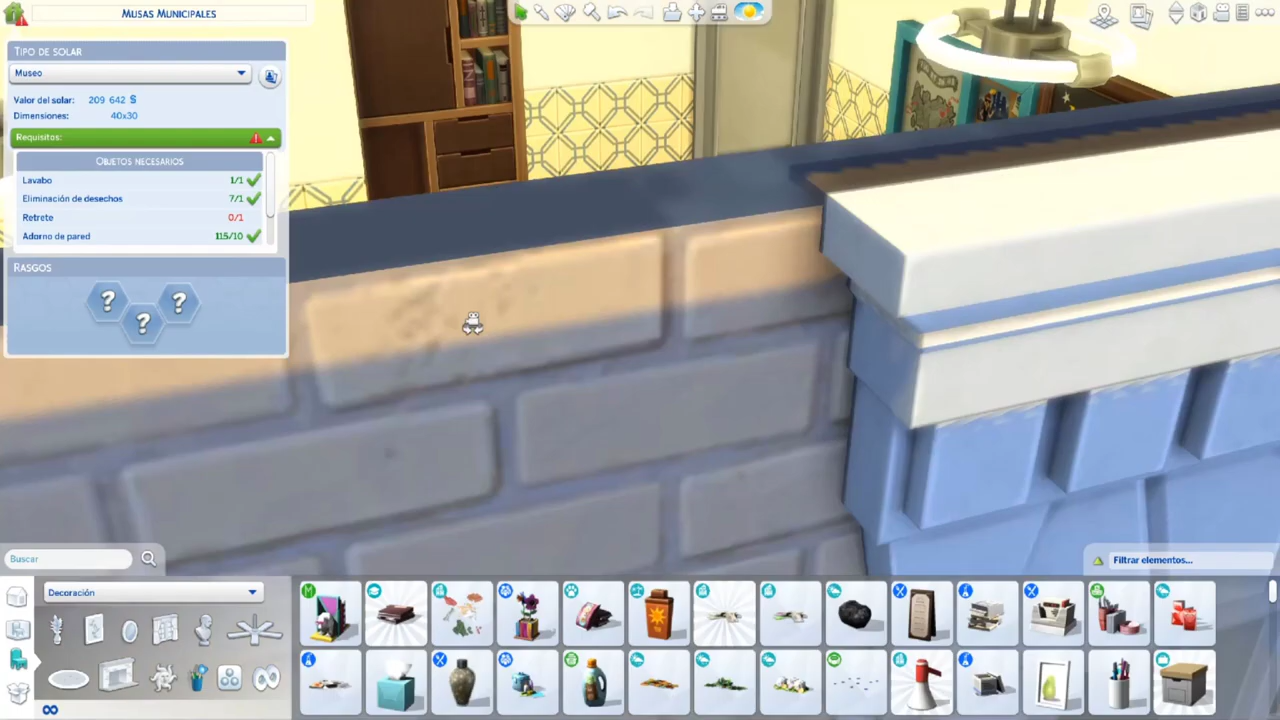 Musas Municipales
Tipo de solar
Museo
Valor del solar: 209 642 $
Dimensiones: 40x30
Requisitos:
Objetos necesarios
Lavabo 1/1
Eliminación de desechos 7/1
Retrete 0/1
Adorno de pared 115/10
Rasgos
? ? ?
Buscar
Filtrar elementos...
Decoración